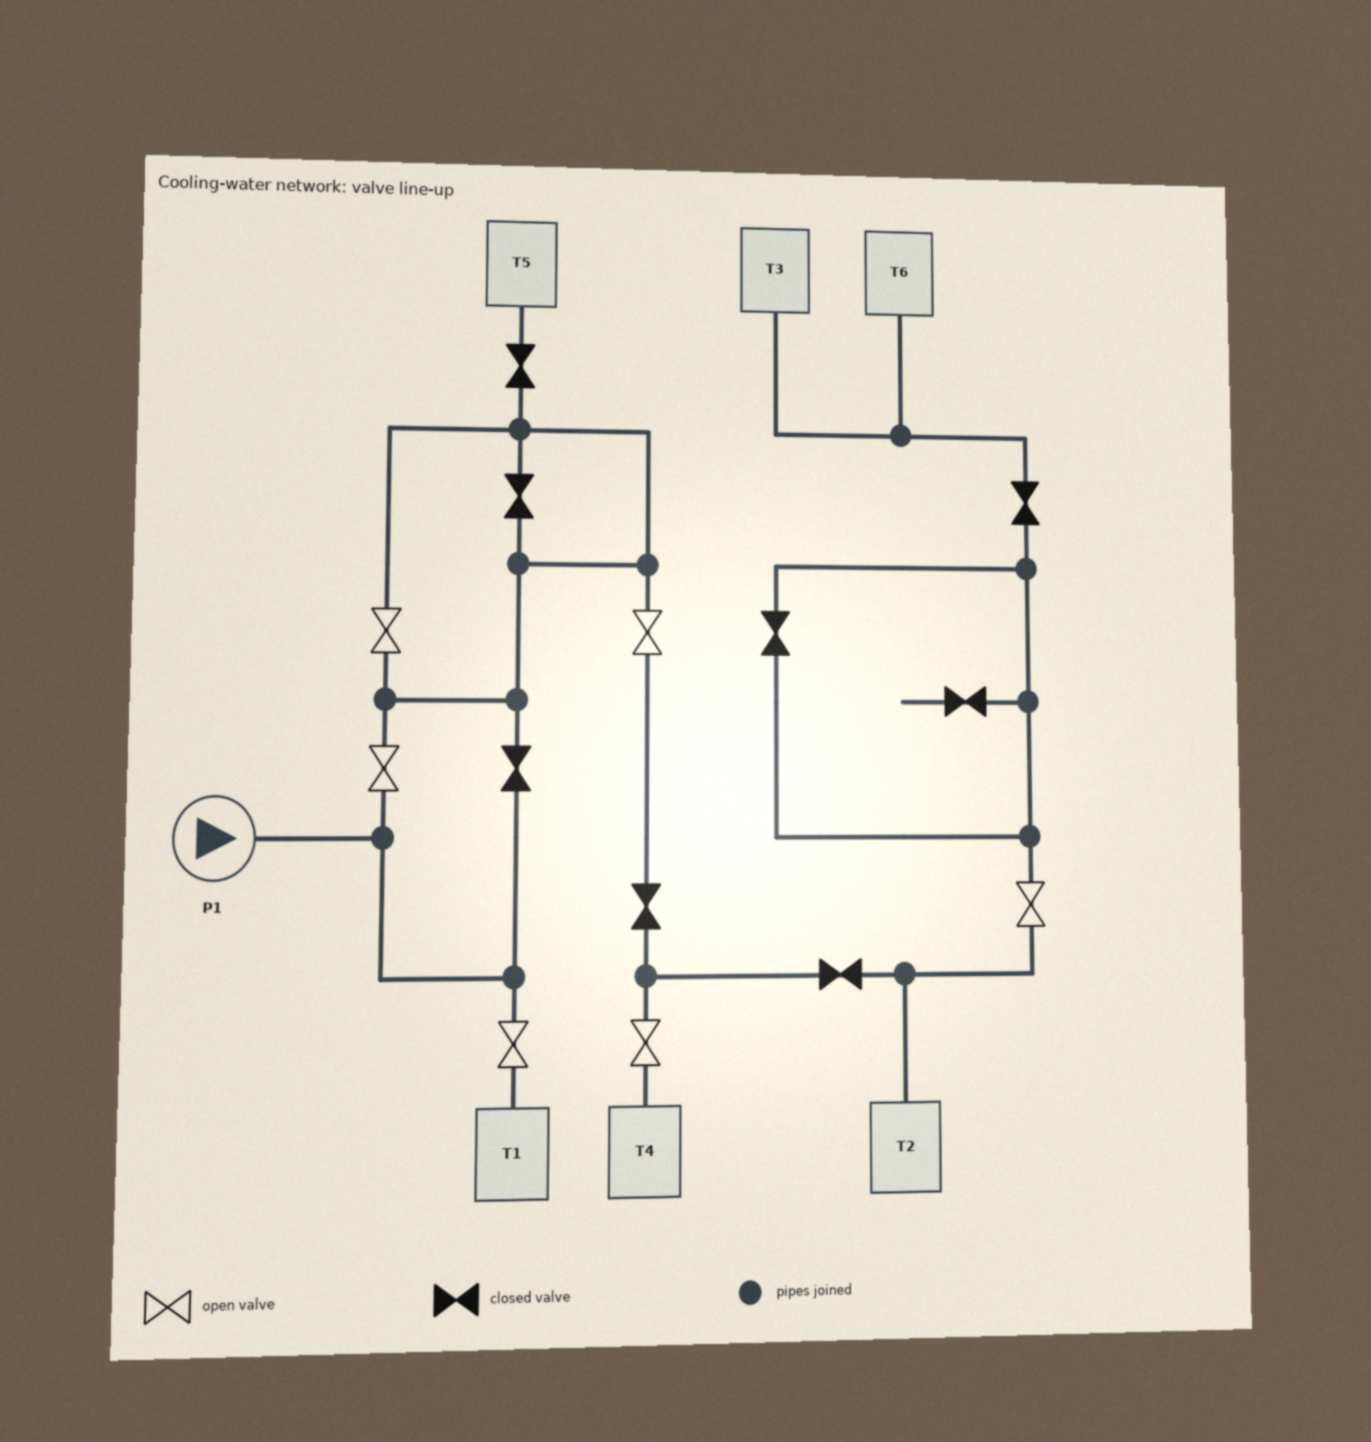 Cooling-water network: valve line-up
T5
T3
T6
P1
T1
T4
T2
open valve
closed valve
pipes joined